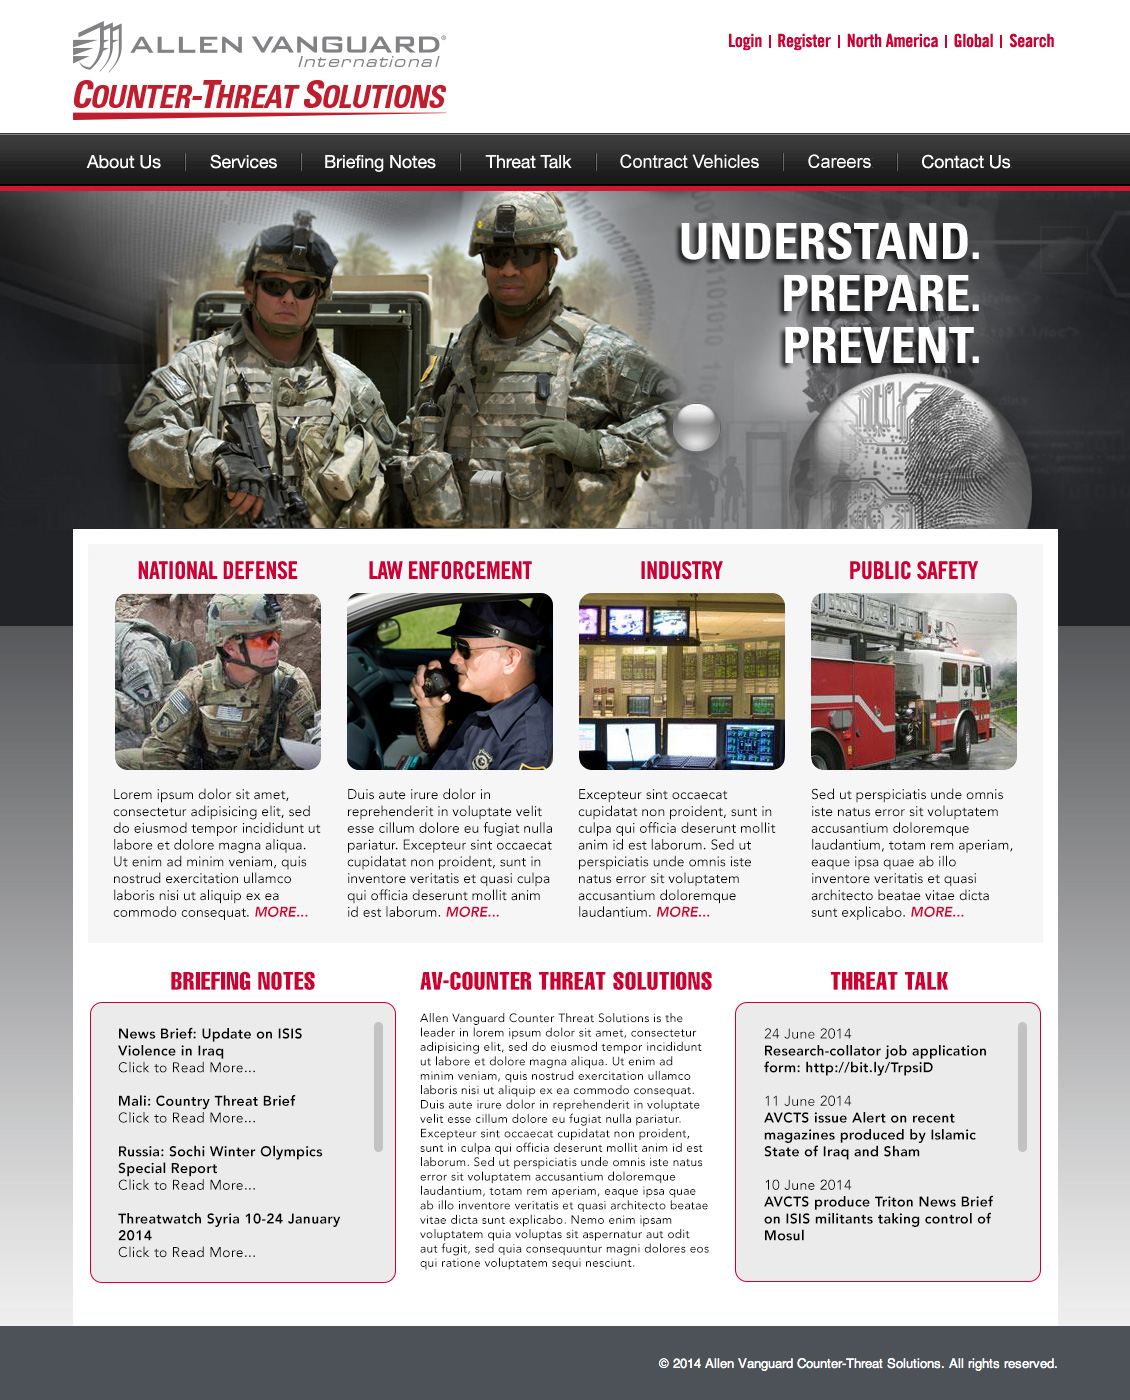 ALLEN VANGUARD®
International
COUNTER-THREAT SOLUTIONS
Login | Register | North America | Global | Search
About Us
Services
Briefing Notes
Threat Talk
Contract Vehicles
Careers
Contact Us
UNDERSTAND.
PREPARE.
PREVENT.
NATIONAL DEFENSE
Lorem ipsum dolor sit amet,
consectetur adipisicing elit, sed
do eiusmod tempor incididunt ut
labore et dolore magna aliqua.
Ut enim ad minim veniam, quis
nostrud exercitation ullamco
laboris nisi ut aliquip ex ea
commodo consequat. MORE...
LAW ENFORCEMENT
Duis aute irure dolor in
reprehenderit in voluptate velit
esse cillum dolore eu fugiat nulla
pariatur. Excepteur sint occaecat
cupidatat non proident, sunt in
inventore veritatis et quasi culpa
qui officia deserunt mollit anim
id est laborum. MORE...
INDUSTRY
Excepteur sint occaecat
cupidatat non proident, sunt in
culpa qui officia deserunt mollit
anim id est laborum. Sed ut
perspiciatis unde omnis iste
natus error sit voluptatem
accusantium doloremque
laudantium. MORE...
PUBLIC SAFETY
Sed ut perspiciatis unde omnis
iste natus error sit voluptatem
accusantium doloremque
laudantium, totam rem aperiam,
eaque ipsa quae ab illo
inventore veritatis et quasi
architecto beatae vitae dicta
sunt explicabo. MORE...
BRIEFING NOTES
News Brief: Update on ISIS
Violence in Iraq
Click to Read More...
Mali: Country Threat Brief
Click to Read More...
Russia: Sochi Winter Olympics
Special Report
Click to Read More...
Threatwatch Syria 10-24 January
2014
Click to Read More...
AV-COUNTER THREAT SOLUTIONS
Allen Vanguard Counter Threat Solutions is the
leader in lorem ipsum dolor sit amet, consectetur
adipisicing elit, sed do eiusmod tempor incididunt
ut labore et dolore magna aliqua. Ut enim ad
minim veniam, quis nostrud exercitation ullamco
laboris nisi ut aliquip ex ea commodo consequat.
Duis aute irure dolor in reprehenderit in voluptate
velit esse cillum dolore eu fugiat nulla pariatur.
Excepteur sint occaecat cupidatat non proident,
sunt in culpa qui officia deserunt mollit anim id est
laborum. Sed ut perspiciatis unde omnis iste natus
error sit voluptatem accusantium doloremque
laudantium, totam rem aperiam, eaque ipsa quae
ab illo inventore veritatis et quasi architecto beatae
vitae dicta sunt explicabo. Nemo enim ipsam
voluptatem quia voluptas sit aspernatur aut odit
aut fugit, sed quia consequuntur magni dolores eos
qui ratione voluptatem sequi nesciunt.
THREAT TALK
24 June 2014
Research-collator job application
form: http://bit.ly/TrpsiD
11 June 2014
AVCTS issue Alert on recent
magazines produced by Islamic
State of Iraq and Sham
10 June 2014
AVCTS produce Triton News Brief
on ISIS militants taking control of
Mosul
© 2014 Allen Vanguard Counter-Threat Solutions. All rights reserved.